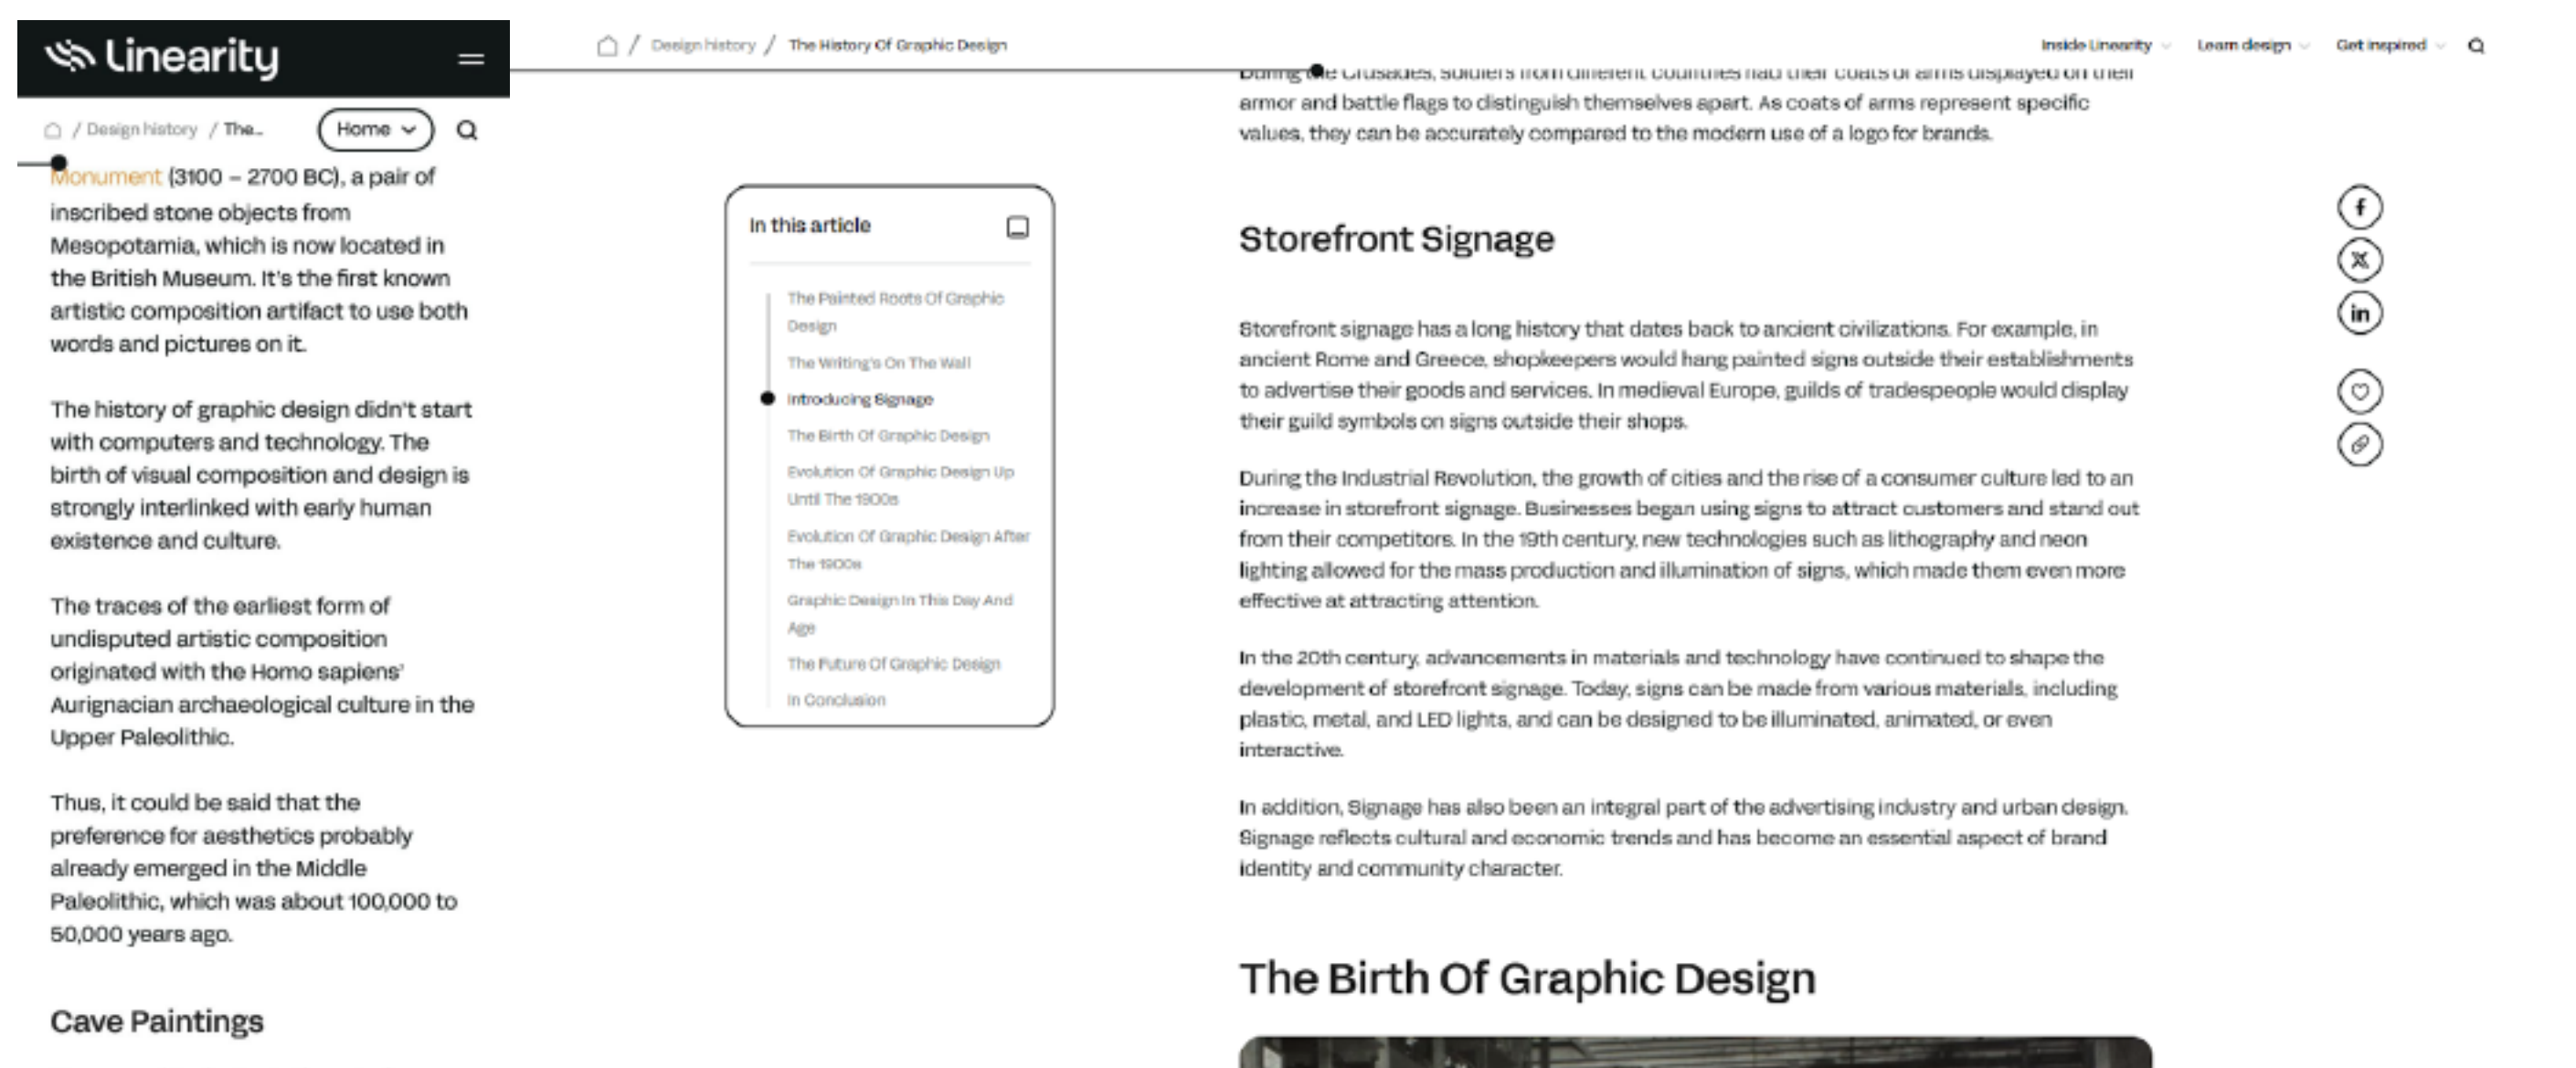 Linearity
/ Design history / The...
Home
Monument (3100 – 2700 BC), a pair of
inscribed stone objects from
Mesopotamia, which is now located in
the British Museum. It's the first known
artistic composition artifact to use both
words and pictures on it.
The history of graphic design didn't start
with computers and technology. The
birth of visual composition and design is
strongly interlinked with early human
existence and culture.
The traces of the earliest form of
undisputed artistic composition
originated with the Homo sapiens'
Aurignacian archaeological culture in the
Upper Paleolithic.
Thus, it could be said that the
preference for aesthetics probably
already emerged in the Middle
Paleolithic, which was about 100,000 to
50,000 years ago.
Cave Paintings
/ Design history / The History Of Graphic Design
Inside Linearity
Learn design
Get inspired
In this article
The Painted Roots Of Graphic
Design
The Writing's On The Wall
Introducing Signage
The Birth Of Graphic Design
Evolution Of Graphic Design Up
Until The 1900s
Evolution Of Graphic Design After
The 1900s
Graphic Design In This Day And
Age
The Future Of Graphic Design
In Conclusion
During the Crusades, soldiers from different countries had their coats of arms displayed on their
armor and battle flags to distinguish themselves apart. As coats of arms represent specific
values, they can be accurately compared to the modern use of a logo for brands.
Storefront Signage
Storefront signage has a long history that dates back to ancient civilizations. For example, in
ancient Rome and Greece, shopkeepers would hang painted signs outside their establishments
to advertise their goods and services. In medieval Europe, guilds of tradespeople would display
their guild symbols on signs outside their shops.
During the Industrial Revolution, the growth of cities and the rise of a consumer culture led to an
increase in storefront signage. Businesses began using signs to attract customers and stand out
from their competitors. In the 19th century, new technologies such as lithography and neon
lighting allowed for the mass production and illumination of signs, which made them even more
effective at attracting attention.
In the 20th century, advancements in materials and technology have continued to shape the
development of storefront signage. Today, signs can be made from various materials, including
plastic, metal, and LED lights, and can be designed to be illuminated, animated, or even
interactive.
In addition, Signage has also been an integral part of the advertising industry and urban design.
Signage reflects cultural and economic trends and has become an essential aspect of brand
identity and community character.
The Birth Of Graphic Design
f
X
in